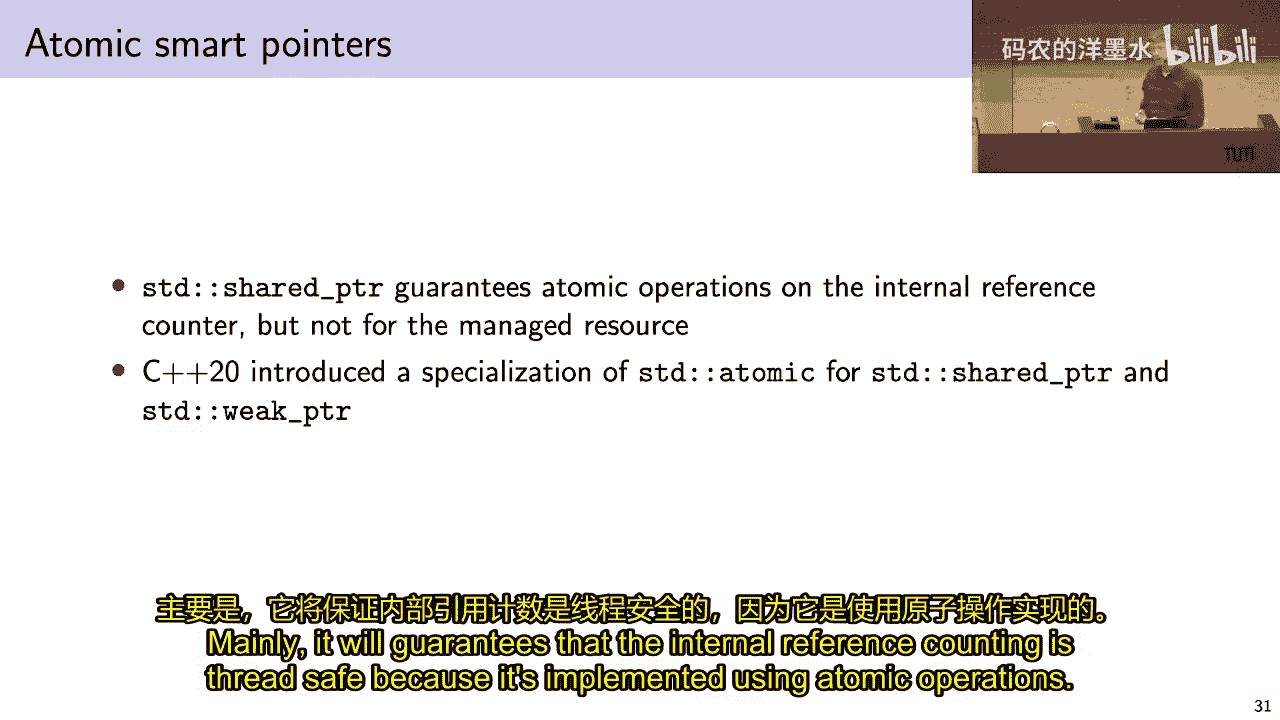 Atomic smart pointers
码农的洋墨水 bilibili
TUM
• std::shared_ptr guarantees atomic operations on the internal reference
counter, but not for the managed resource
• C++20 introduced a specialization of std::atomic for std::shared_ptr and
std::weak_ptr
主要是，它将保证内部引用计数是线程安全的，因为它是使用原子操作实现的。
Mainly, it will guarantees that the internal reference counting is
thread safe because it's implemented using atomic operations.
31